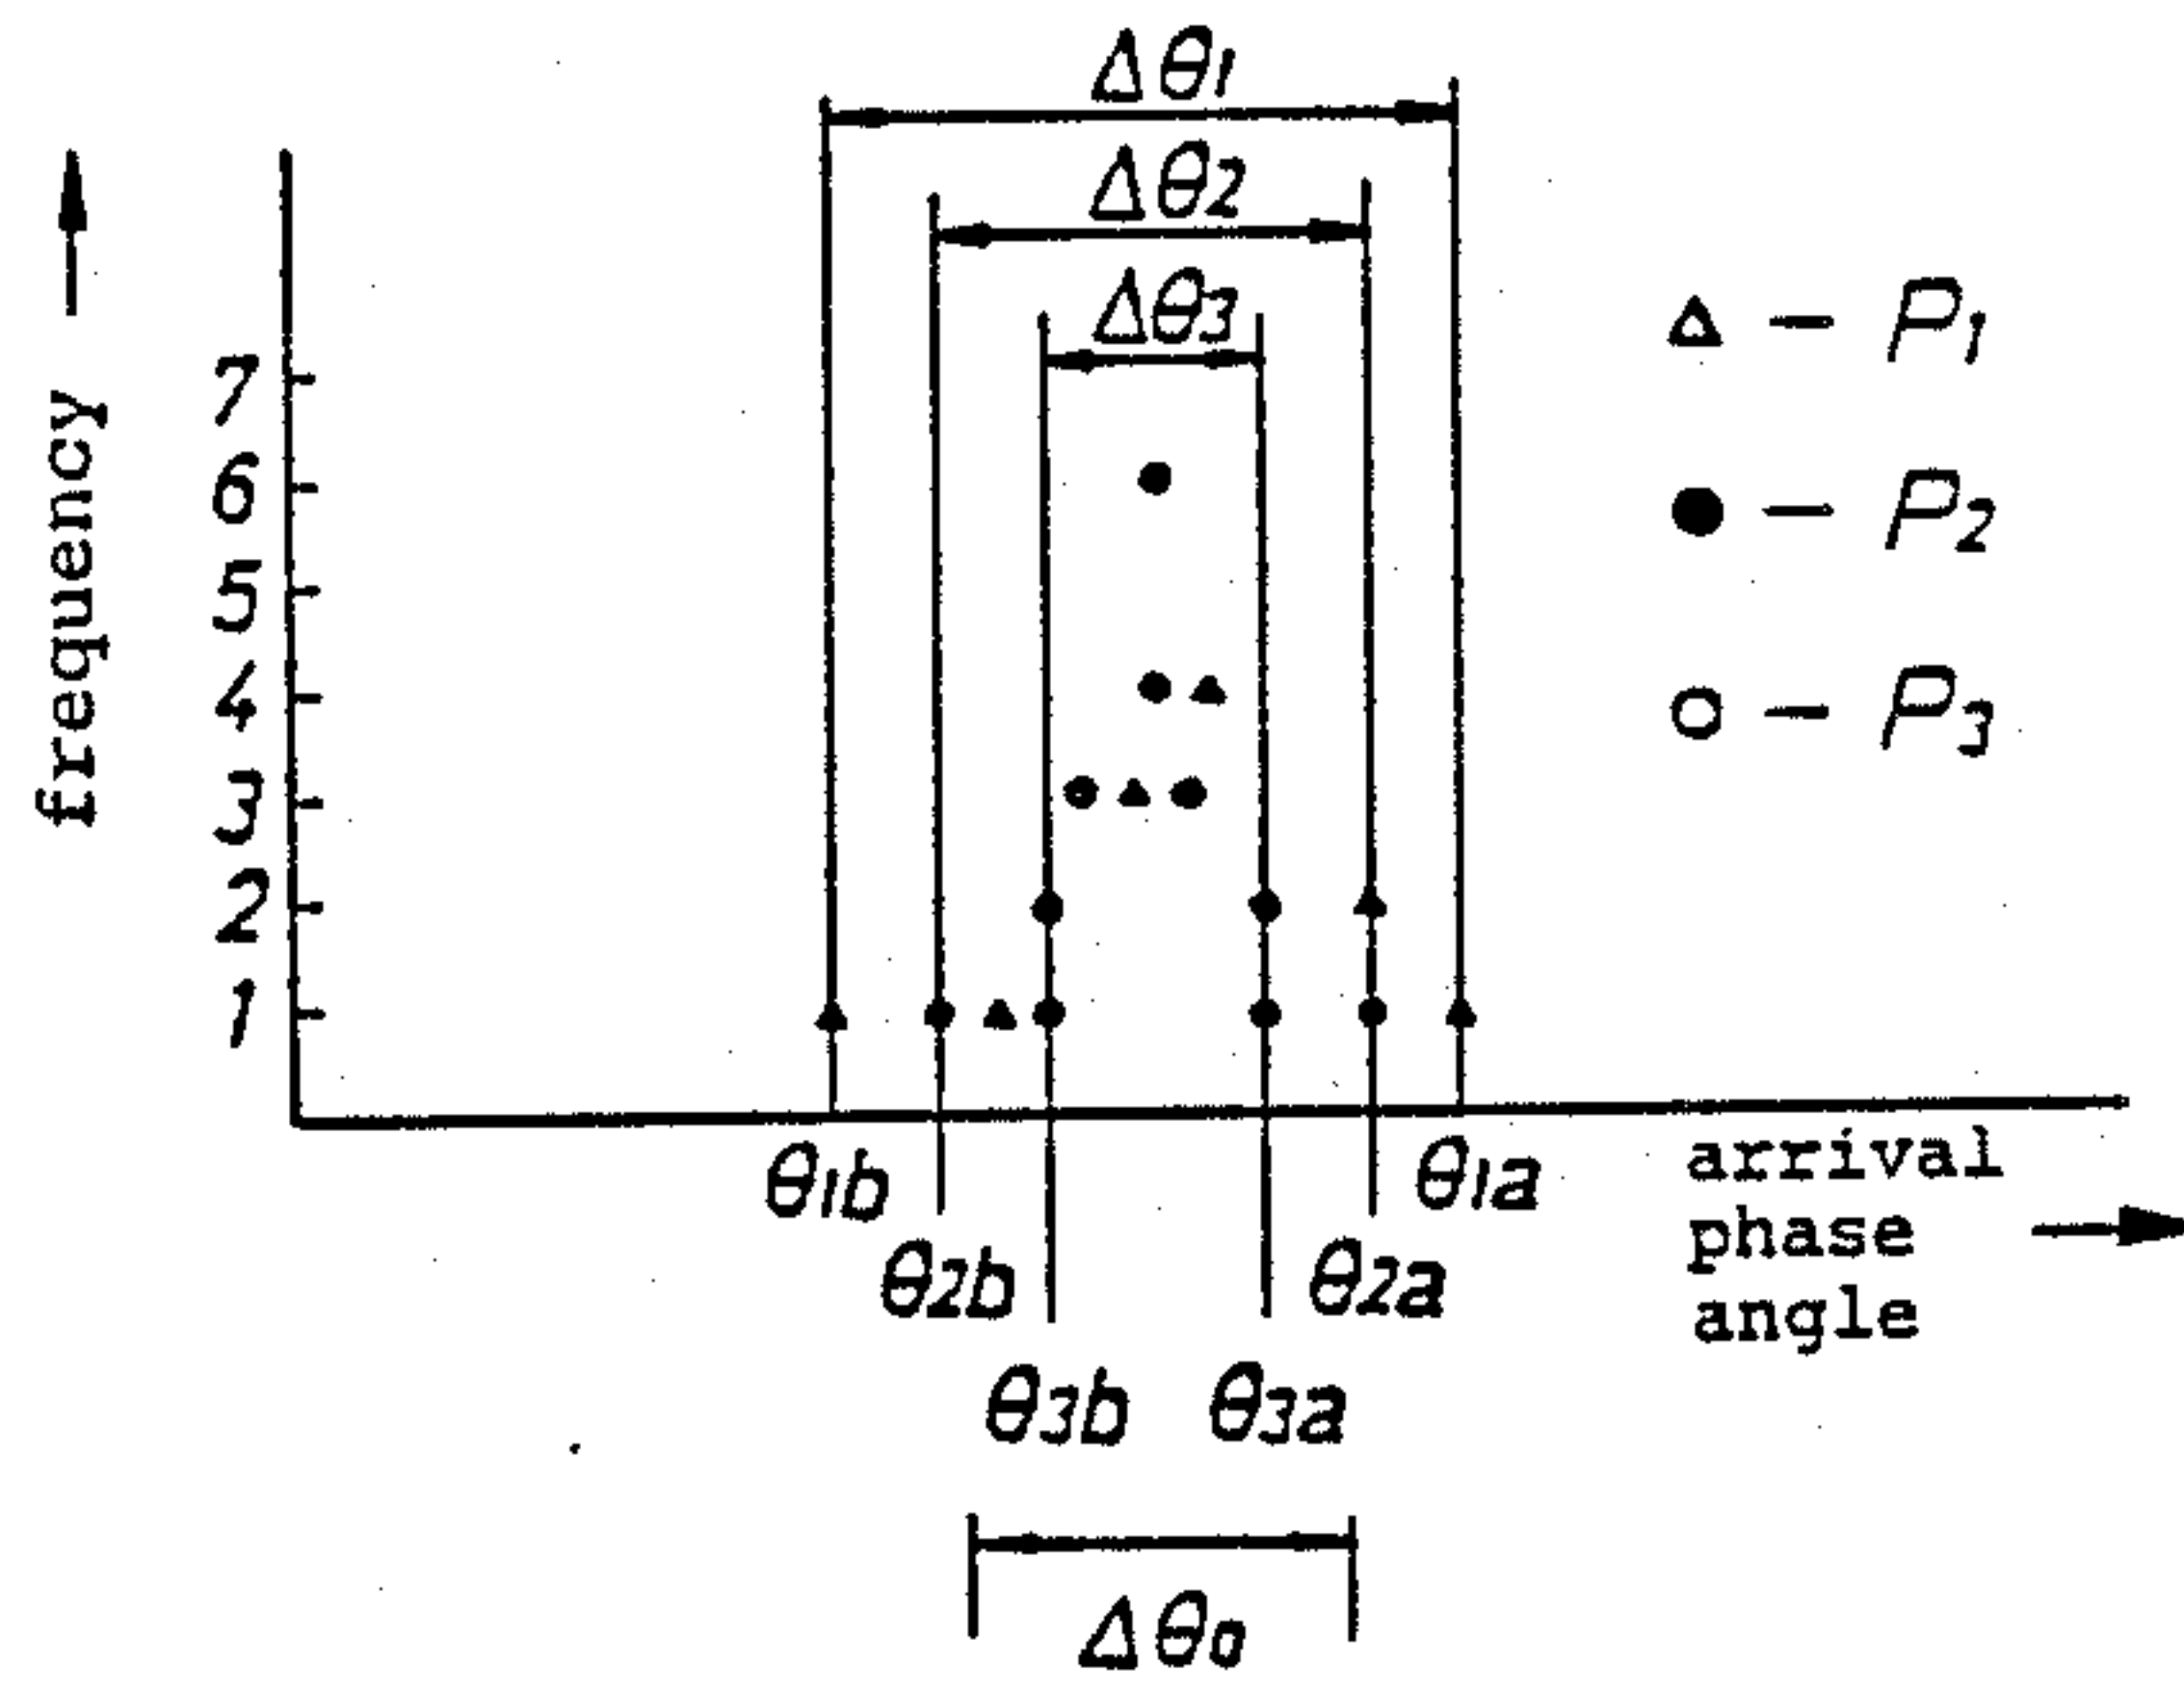 Δθ1
Δθ2
Δθ3
frequency
7
6
5
4
3
2
1
△ - P1
● - P2
○ - P3
θ1b
θ1a
θ2b
θ2a
θ3b
θ3a
arrival
phase
angle
Δθ0